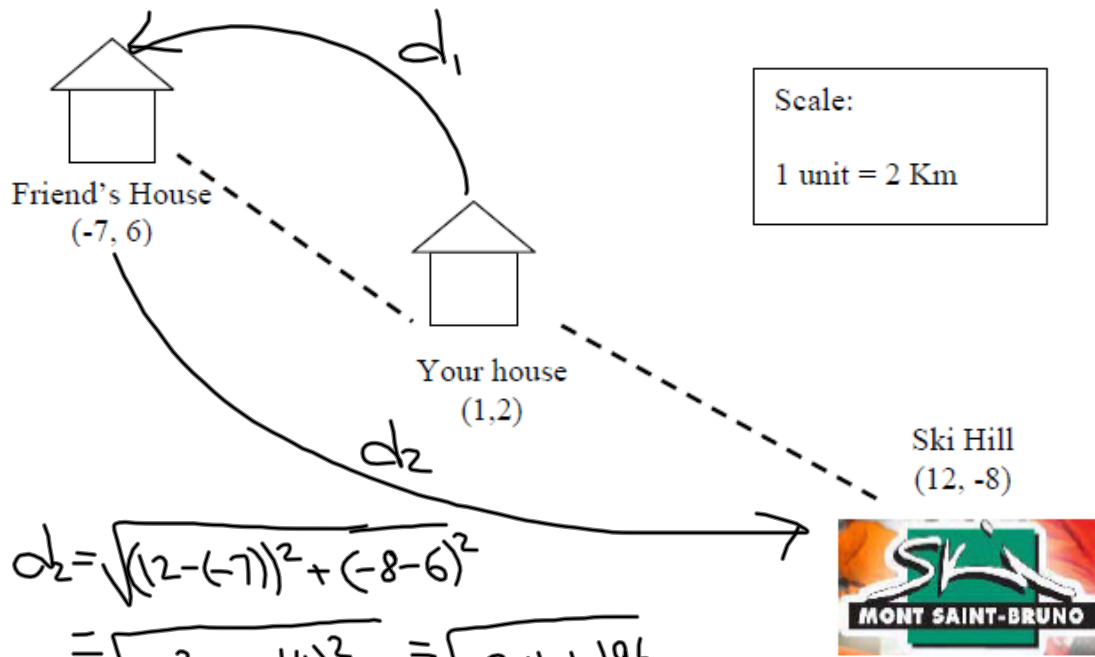 d₁
Scale:
1 unit = 2 Km
Friend's House
(-7, 6)
Your house
(1,2)
d₂
Ski Hill
(12, -8)
d₂=√((12-(-7))²+(-8-6)²
Ski
MONT SAINT-BRUNO